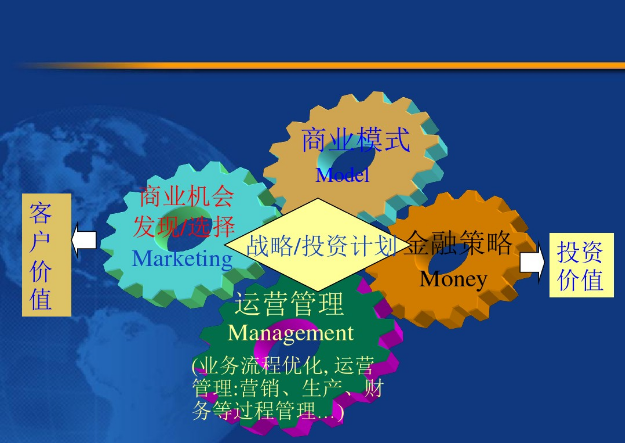 商业模式
Model
商业机会
发现/选择
Marketing
客
户
价
值
战略/投资计划
金融策略
Money
投资
价值
运营管理
Management
(业务流程优化, 运营
管理:营销、生产、财
务等过程管理…)